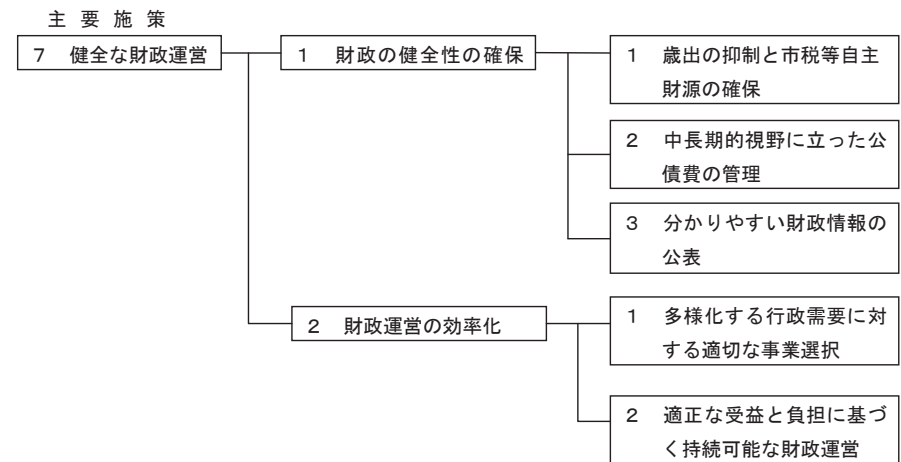 主 要 施 策
7　健全な財政運営
1　財政の健全性の確保
1　歳出の抑制と市税等自主
財源の確保
2　中長期的視野に立った公
債費の管理
3　分かりやすい財政情報の
公表
2　財政運営の効率化
1　多様化する行政需要に対
する適切な事業選択
2　適正な受益と負担に基づ
く持続可能な財政運営